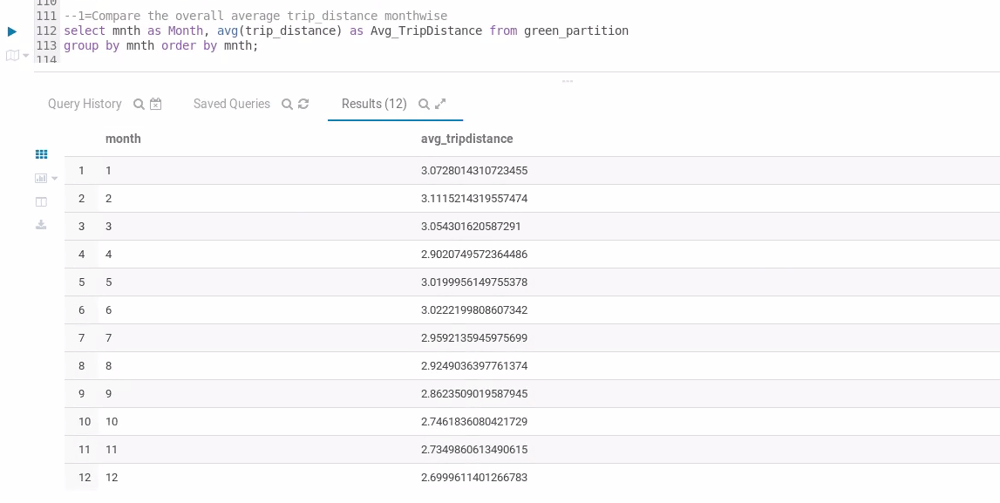 110
111 --1=Compare the overall average trip_distance monthwise
112 select mnth as Month, avg(trip_distance) as Avg_TripDistance from green_partition
113 group by mnth order by mnth;
114
Query History Saved Queries Results (12)
month avg_tripdistance
1 1 3.0728014310723455
2 2 3.1115214319557474
3 3 3.054301620587291
4 4 2.9020749572364486
5 5 3.0199956149755378
6 6 3.0222199808607342
7 7 2.9592135945975699
8 8 2.9249036397761374
9 9 2.8623509019587945
10 10 2.7461836080421729
11 11 2.7349860613490615
12 12 2.6999611401266783